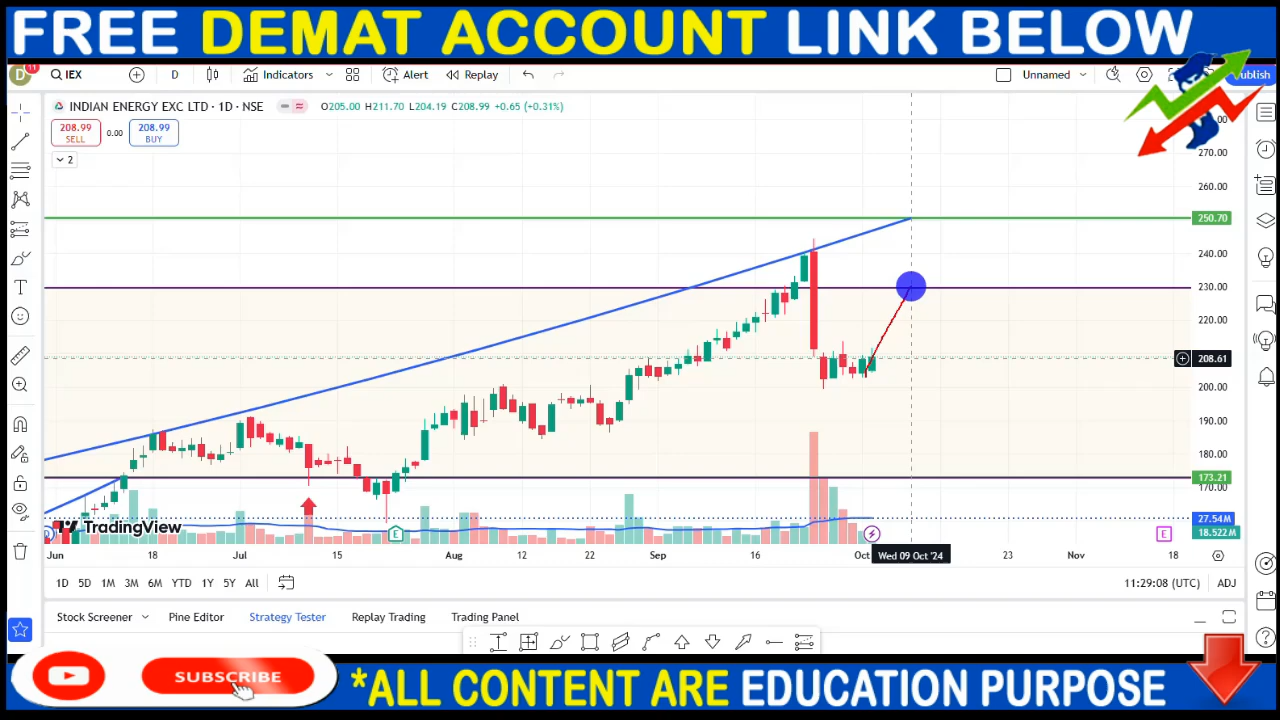 FREE DEMAT ACCOUNT LINK BELOW
D 11 IEX D Indicators Alert Replay Unnamed Publish
INDIAN ENERGY EXC LTD · 1D · NSE O205.00 H211.70 L204.19 C208.99 +0.65 (+0.31%)
208.99 SELL 0.00 208.99 BUY
2
270.00
260.00
250.70
240.00
230.00
220.00
208.61
200.00
190.00
180.00
173.21
170.00
27.54M
18.522M
TradingView
E E
Jun 18 Jul 15 Aug 12 22 Sep 16 Oct Wed 09 Oct '24 23 Nov 18
1D 5D 1M 3M 6M YTD 1Y 5Y All 11:29:08 (UTC) ADJ
Stock Screener Pine Editor Strategy Tester Replay Trading Trading Panel
SUBSCRIBE
*ALL CONTENT ARE EDUCATION PURPOSE